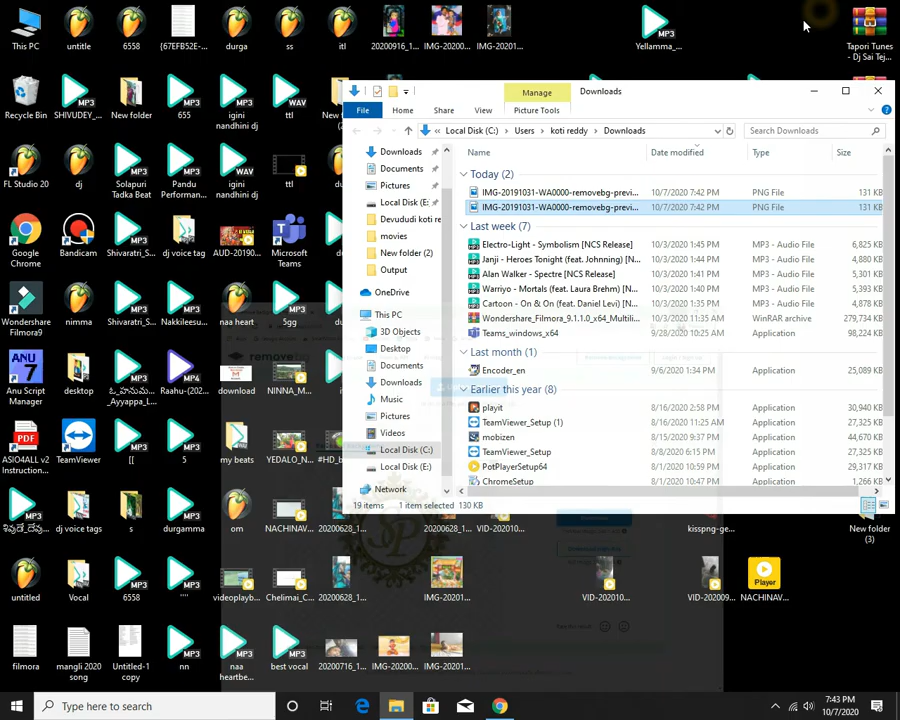 This PC
untitle
6558
{67EFB52E-...
durga
ss
itl
20200916_1...
IMG-20200...
IMG-20201...
Yellamma_...
Tapori Tunes
- Dj Sai Tej...
Recycle Bin
SHIVUDEY_...
New folder
655
igini
nandhini dj
ttl
FL Studio 20
dj
Solapuri
Tadka Beat
Pandu
Performan...
igini
nandhini dj
ttl
Google
Chrome
Bandicam
Shivaratri_S...
dj voice tag
AUD-20190...
Microsoft
Teams
Wondershare
Filmora9
nimma
Shivaratri_S...
Nakkileesu...
naa heart
5gg
Anu Script
Manager
desktop
Ayyappa_L...
Raahu-(202...
download
NINNA_M...
ASIO4ALL v2
Instruction...
TeamViewer
[[
5
my beats
YEDALO_N...
#HD_b
dj voice tags
s
durgamma
om
NACHINAV...
20200628_1...
VID-202010...
kisspng-ge...
New folder
(3)
untitled
Vocal
6558
''''
videoplayb...
Chelimai_C...
20200628_1...
IMG-20201...
VID-202010...
VID-202009...
Player
NACHINAV...
filmora
mangli 2020
song
Untitled-1
copy
nn
naa
heartbe...
best vocal
20200716_1...
IMG-20200...
IMG-20201...
Manage
Downloads
File
Home
Share
View
Picture Tools
Local Disk (C:)
Users
koti reddy
Downloads
Search Downloads
Name
Date modified
Type
Size
Downloads
Documents
Pictures
Local Disk (E:
Devududi koti re
movies
New folder (2)
Output
OneDrive
This PC
3D Objects
Desktop
Documents
Downloads
Music
Pictures
Videos
Local Disk (C:)
Local Disk (E:)
Network
Today (2)
IMG-20191031-WA0000-removebg-previ... 10/7/2020 7:42 PM PNG File 131 KB
IMG-20191031-WA0000-removebg-previ... 10/7/2020 7:42 PM PNG File 131 KB
Last week (7)
Electro-Light - Symbolism [NCS Release] 10/3/2020 1:45 PM MP3 - Audio File 6,825 KB
Janji - Heroes Tonight (feat. Johnning) [N... 10/3/2020 1:44 PM MP3 - Audio File 4,880 KB
Alan Walker - Spectre [NCS Release] 10/3/2020 1:41 PM MP3 - Audio File 5,301 KB
Warriyo - Mortals (feat. Laura Brehm) [N... 10/3/2020 1:38 PM MP3 - Audio File 5,393 KB
Cartoon - On & On (feat. Daniel Levi) [N... 10/3/2020 1:35 PM MP3 - Audio File 4,878 KB
Wondershare_Filmora_9.1.1.0_x64_Multili... 10/3/2020 11:35 AM WinRAR archive 279,734 KB
Teams_windows_x64 9/28/2020 10:25 AM Application 98,224 KB
Last month (1)
Encoder_en 9/6/2020 1:34 PM Application 25,089 KB
Earlier this year (8)
playit 8/16/2020 2:58 PM Application 30,940 KB
TeamViewer_Setup (1) 8/16/2020 11:25 AM Application 27,325 KB
mobizen 8/15/2020 9:37 PM Application 44,670 KB
TeamViewer_Setup 8/8/2020 6:15 PM Application 27,325 KB
PotPlayerSetup64 8/1/2020 10:59 PM Application 29,317 KB
ChromeSetup 8/1/2020 10:47 PM Application 1,266 KB
19 items
1 item selected 130 KB
Type here to search
7:43 PM
10/7/2020